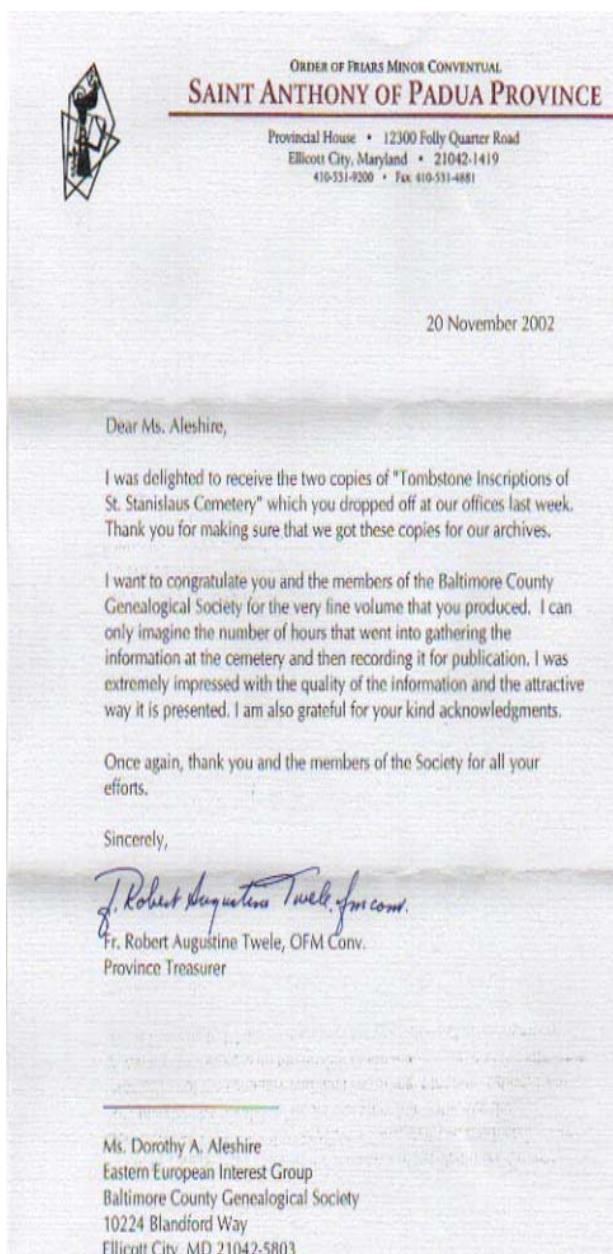 ORDER OF FRIARS MINOR CONVENTUAL
SAINT ANTHONY OF PADUA PROVINCE
Provincial House • 12300 Folly Quarter Road
Ellicott City, Maryland • 21042-1419
410-531-9200 • Fax 410-531-4881
20 November 2002
Dear Ms. Aleshire,
I was delighted to receive the two copies of "Tombstone Inscriptions of
St. Stanislaus Cemetery" which you dropped off at our offices last week.
Thank you for making sure that we got these copies for our archives.
I want to congratulate you and the members of the Baltimore County
Genealogical Society for the very fine volume that you produced. I can
only imagine the number of hours that went into gathering the
information at the cemetery and then recording it for publication. I was
extremely impressed with the quality of the information and the attractive
way it is presented. I am also grateful for your kind acknowledgments.
Once again, thank you and the members of the Society for all your
efforts.
Sincerely,
f. Robert Augustine Twele, fm conv.
Fr. Robert Augustine Twele, OFM Conv.
Province Treasurer
Ms. Dorothy A. Aleshire
Eastern European Interest Group
Baltimore County Genealogical Society
10224 Blandford Way
Ellicott City, MD 21042-5803